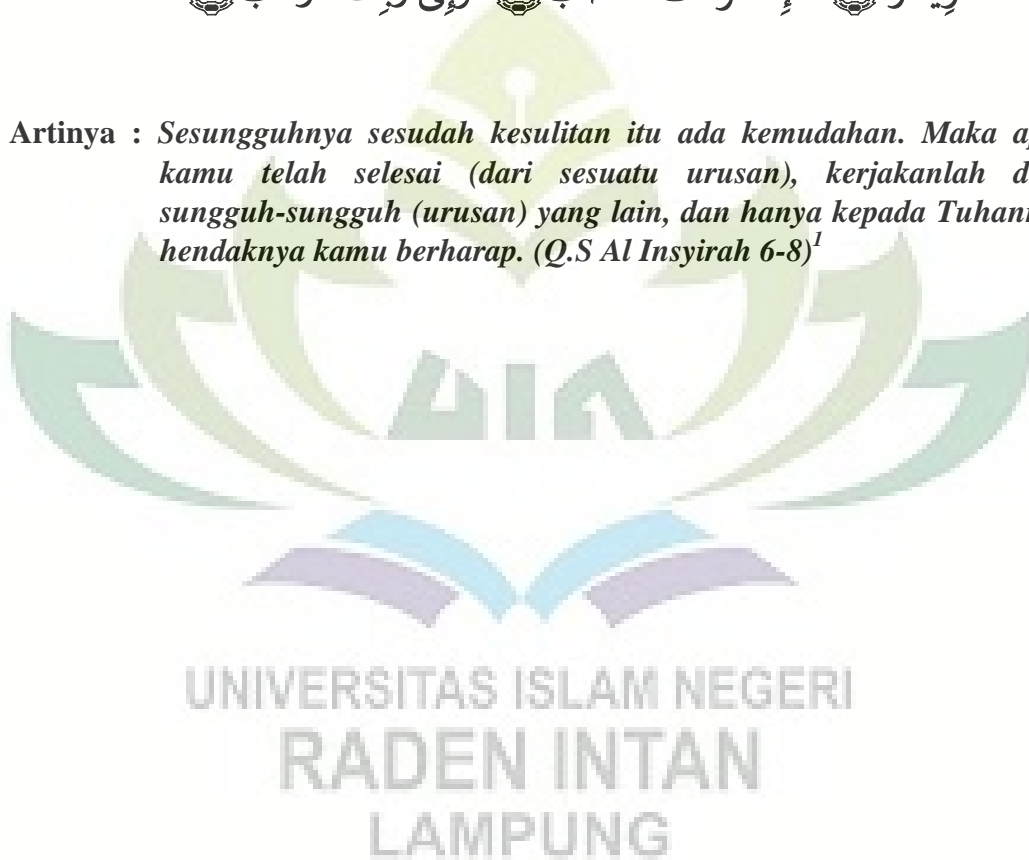 Artinya : Sesungguhnya sesudah kesulitan itu ada kemudahan. Maka
kamu telah selesai (dari sesuatu urusan), kerjakanlah
sungguh-sungguh (urusan) yang lain, dan hanya kepada
hendaknya kamu berharap. (Q.S Al Insyirah 6-8)1
UIN
UNIVERSITAS ISLAM NEGERI
RADEN INTAN
LAMPUNG